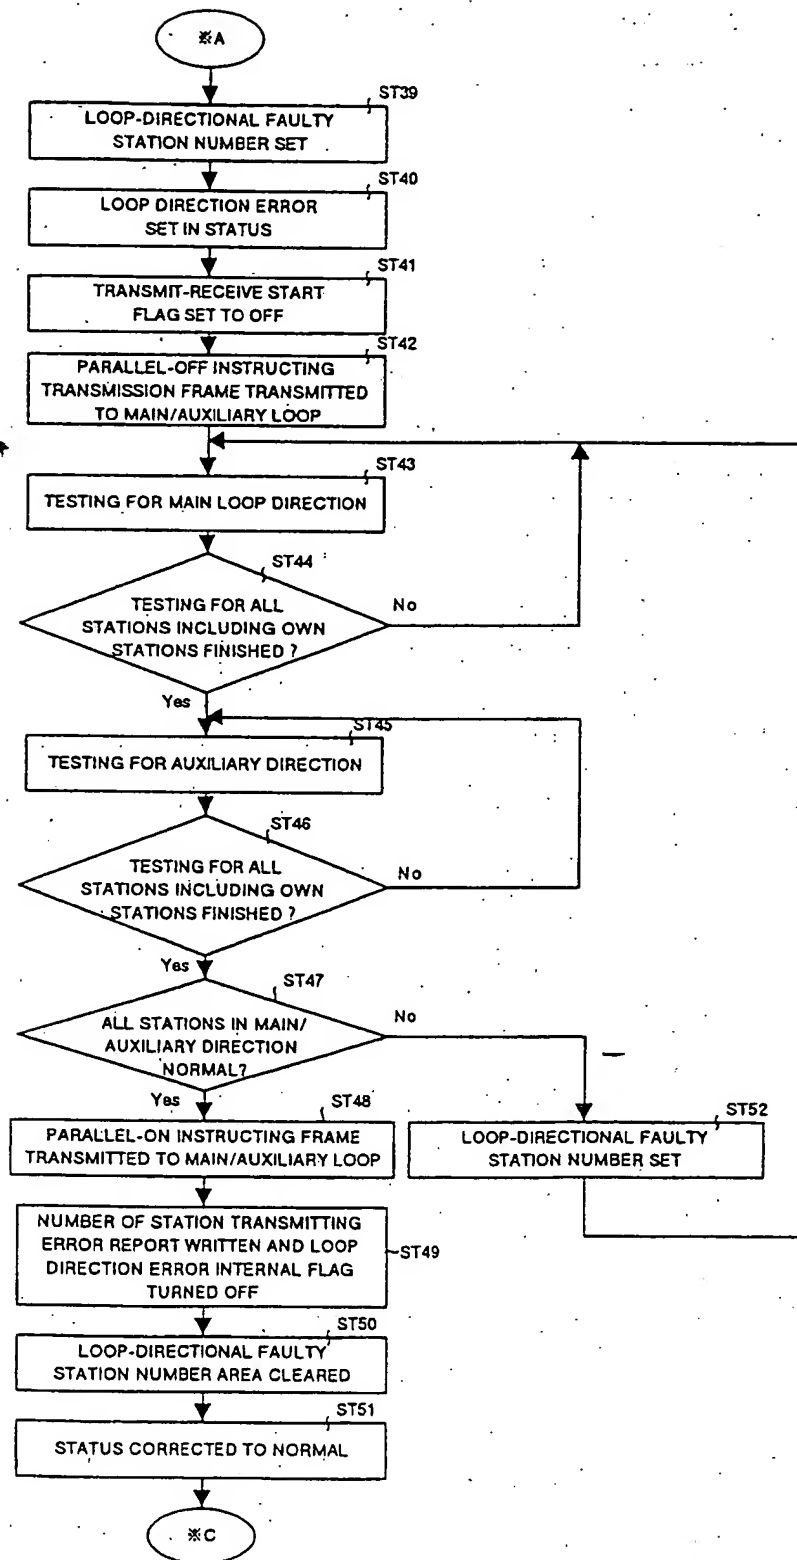 ※A
ST39
LOOP-DIRECTIONAL FAULTY
STATION NUMBER SET
ST40
LOOP DIRECTION ERROR
SET IN STATUS
ST41
TRANSMIT-RECEIVE START
FLAG SET TO OFF
ST42
PARALLEL-OFF INSTRUCTING
TRANSMISSION FRAME TRANSMITTED
TO MAIN/AUXILIARY LOOP
ST43
TESTING FOR MAIN LOOP DIRECTION
ST44
TESTING FOR ALL
STATIONS INCLUDING OWN
STATIONS FINISHED ?
No
Yes
ST45
TESTING FOR AUXILIARY DIRECTION
ST46
TESTING FOR ALL
STATIONS INCLUDING OWN
STATIONS FINISHED ?
No
Yes
ST47
ALL STATIONS IN MAIN/
AUXILIARY DIRECTION
NORMAL?
No
Yes
ST48
PARALLEL-ON INSTRUCTING FRAME
TRANSMITTED TO MAIN/AUXILIARY LOOP
ST52
LOOP-DIRECTIONAL FAULTY
STATION NUMBER SET
NUMBER OF STATION TRANSMITTING
ERROR REPORT WRITTEN AND LOOP
DIRECTION ERROR INTERNAL FLAG
TURNED OFF
ST49
ST50
LOOP-DIRECTIONAL FAULTY
STATION NUMBER AREA CLEARED
ST51
STATUS CORRECTED TO NORMAL
※C